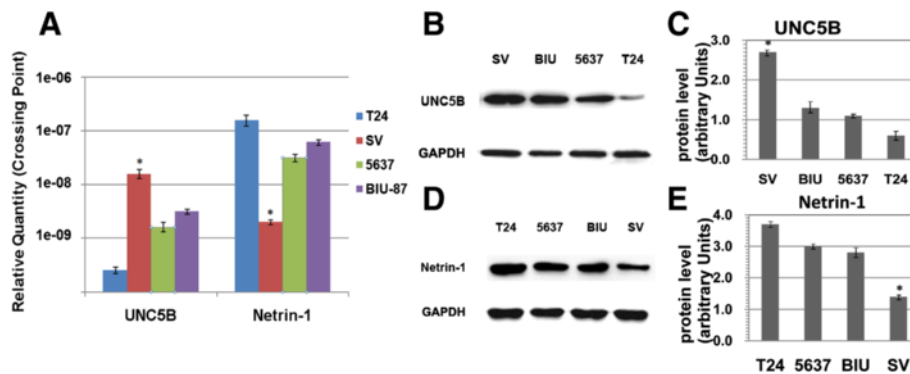 A
Relative Quantity (Crossing Point)
1e-06
1e-07
1e-08
1e-09
*
*
UNC5B
Netrin-1
T24
SV
5637
BIU-87
B
SV BIU 5637 T24
UNC5B
GAPDH
C
UNC5B
protein level
(arbitrary Units)
3.0
2.0
1.0
.0
*
SV BIU 5637 T24
D
T24 5637 BIU SV
Netrin-1
GAPDH
E
Netrin-1
protein level
(arbitrary Units)
4.0
3.0
2.0
1.0
.0
*
T24 5637 BIU SV